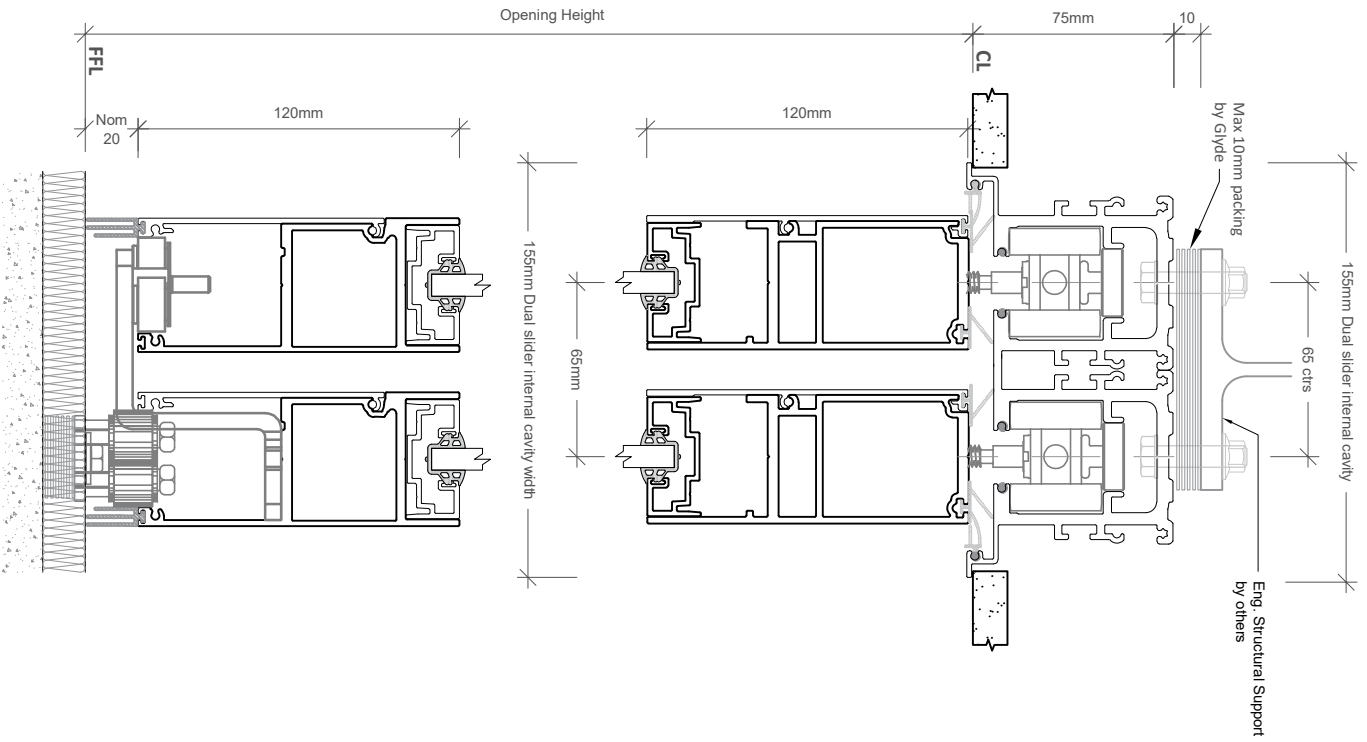 Opening Height
75mm
10
FFL
CL
Nom
20
120mm
120mm
Max 10mm packing
by Glyde
155mm Dual slider internal cavity width
65mm
65 ctrs
155mm Dual slider internal cavity
Eng. Structural Support
by others